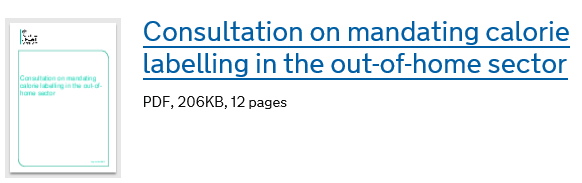 Consultation on mandating calorie
labelling in the out-of-home sector
PDF, 206KB, 12 pages
Consultation on mandating
calorie labelling in the out-of-
home sector